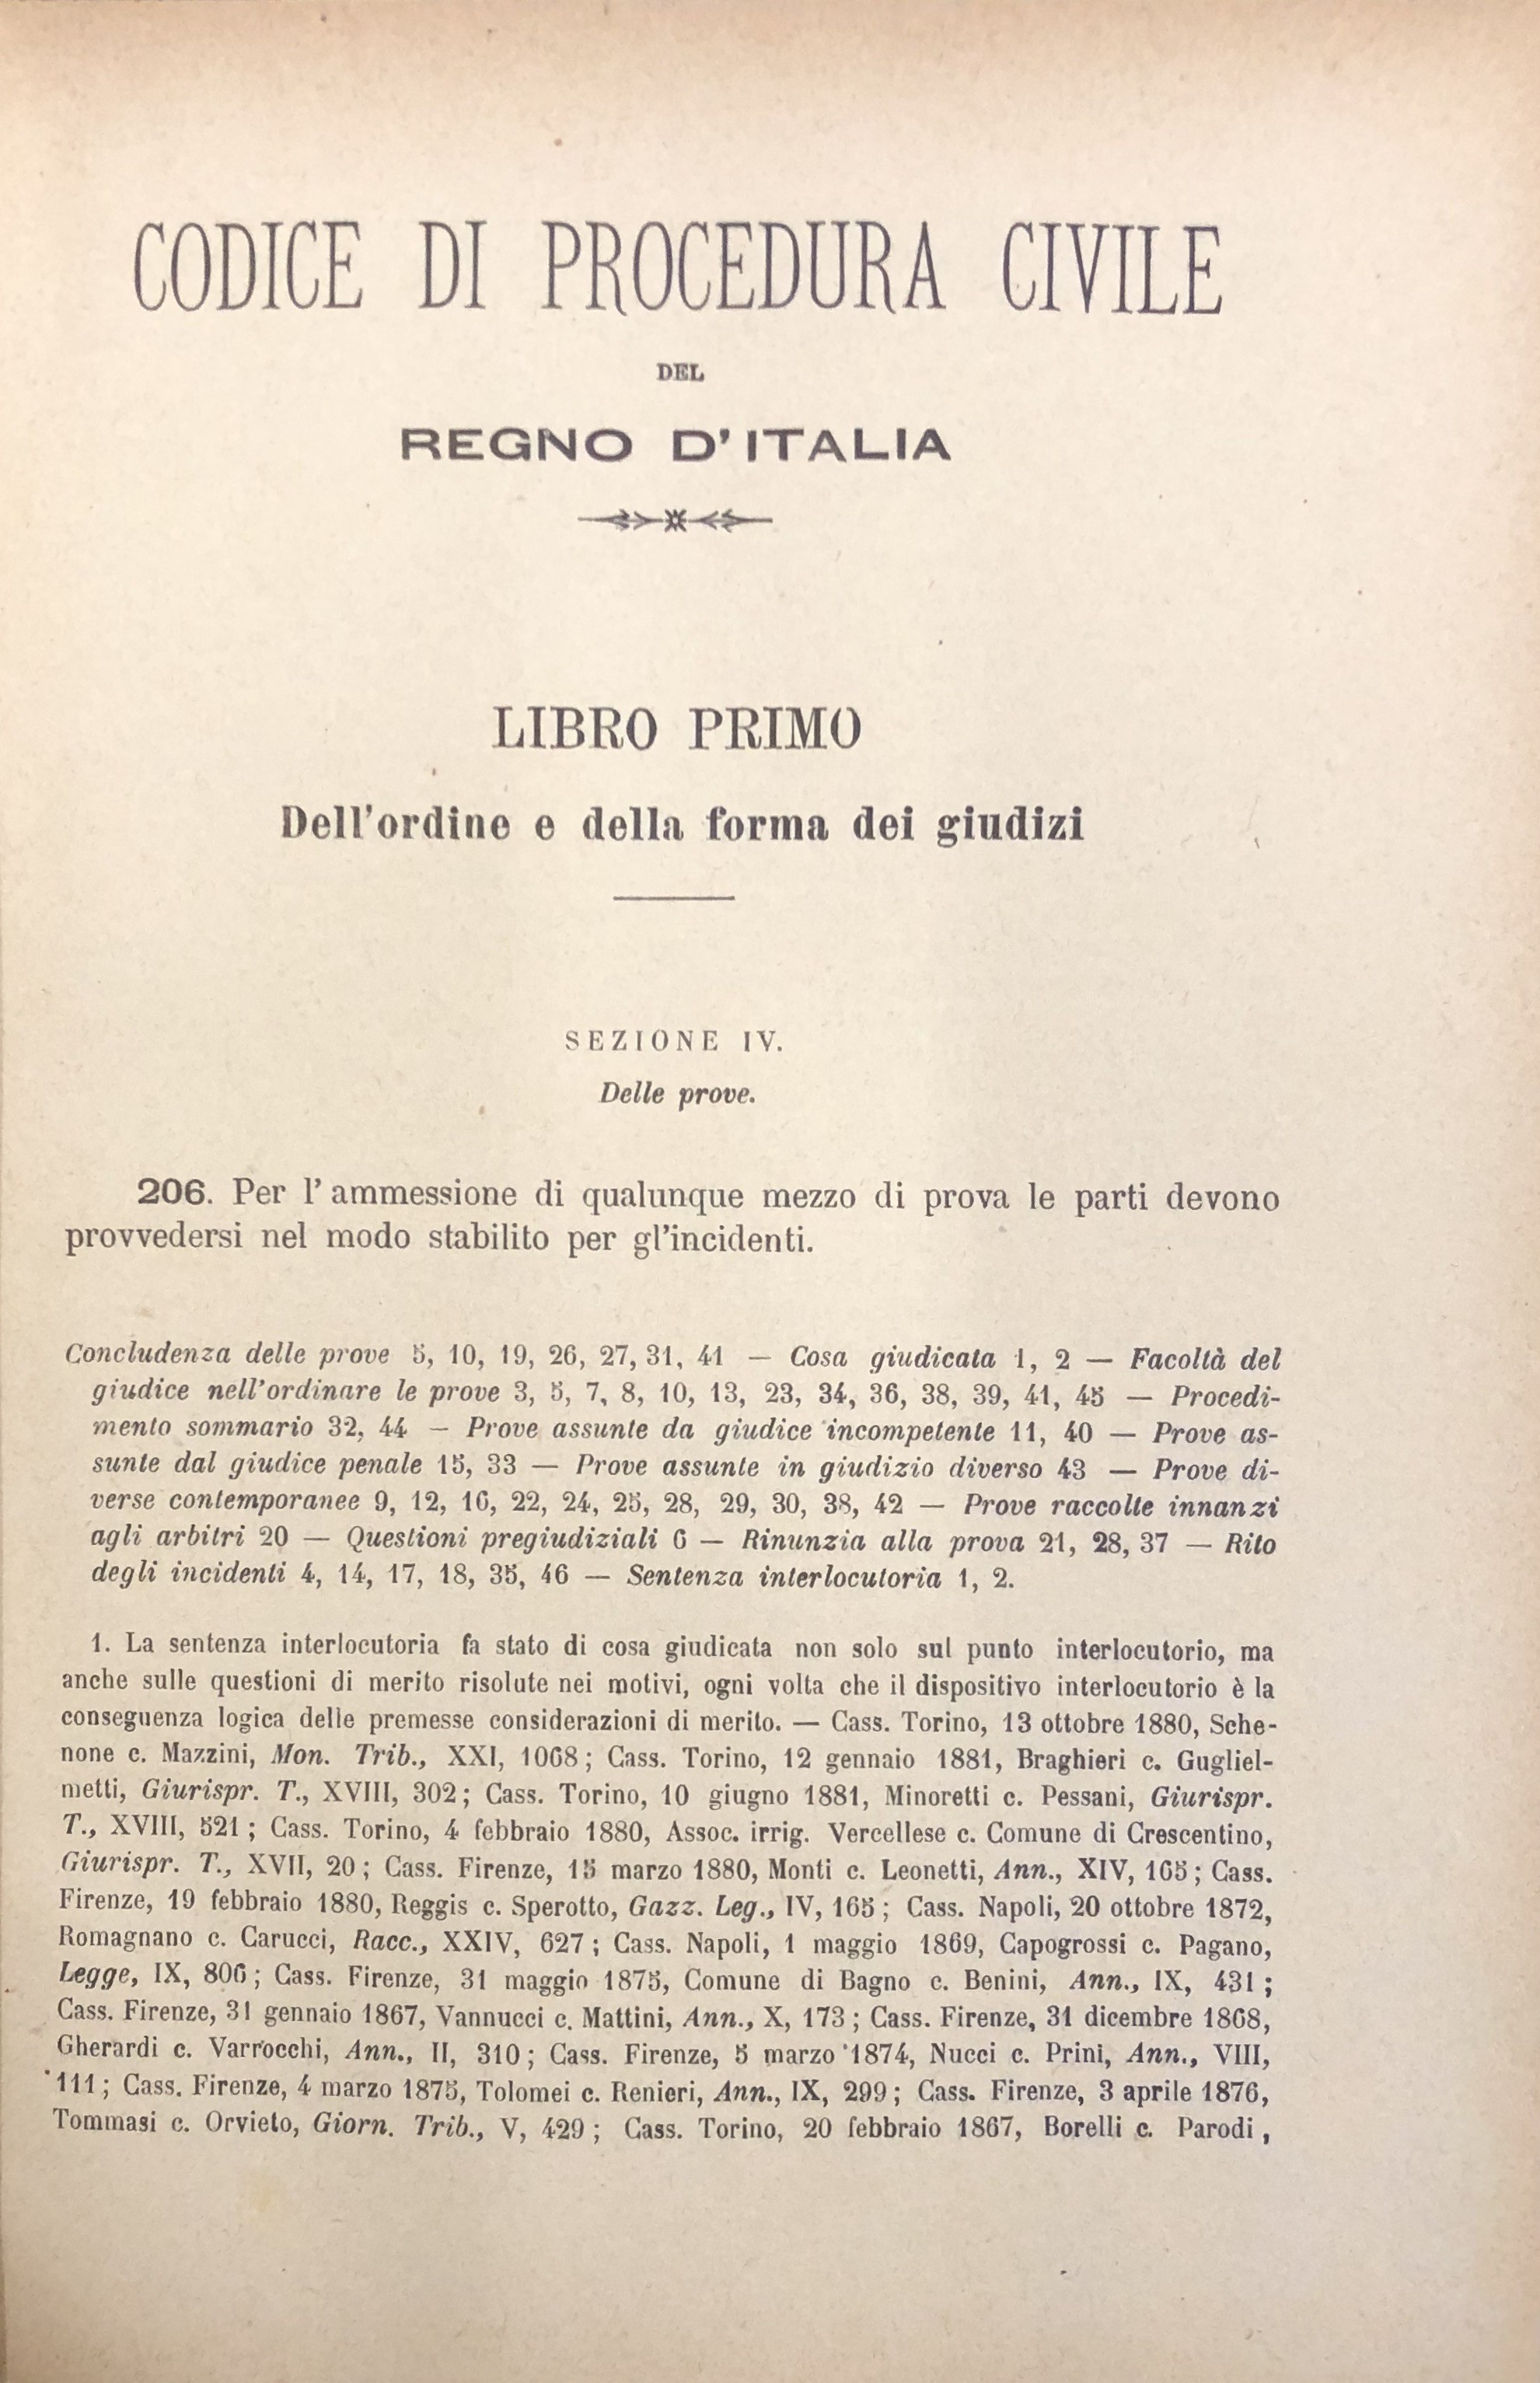 CODICE DI PROCEDURA CIVILE
DEL
REGNO D'ITALIA
LIBRO PRIMO
Dell'ordine e della forma dei giudizi
SEZIONE IV.
Delle prove.
206. Per l'ammessione di qualunque mezzo di prova le parti devono
provvedersi nel modo stabilito per gl'incidenti.
Concludenza delle prove 5, 10, 19, 26, 27, 31, 41 — Cosa giudicata 1, 2 — Facoltà del
giudice nell'ordinare le prove 3, 5, 7, 8, 10, 13, 23, 34, 36, 38, 39, 41, 45 — Procedi-
mento sommario 32, 44 — Prove assunte da giudice incompetente 11, 40 — Prove as-
sunte dal giudice penale 15, 33 — Prove assunte in giudizio diverso 43 — Prove di-
verse contemporanee 9, 12, 16, 22, 24, 25, 28, 29, 30, 38, 42 — Prove raccolte innanzi
agli arbitri 20 — Questioni pregiudiziali 6 — Rinunzia alla prova 21, 28, 37 — Rito
degli incidenti 4, 14, 17, 18, 35, 46 — Sentenza interlocutoria 1, 2.
1. La sentenza interlocutoria fa stato di cosa giudicata non solo sul punto interlocutorio, ma
anche sulle questioni di merito risolute nei motivi, ogni volta che il dispositivo interlocutorio è la
conseguenza logica delle premesse considerazioni di merito. — Cass. Torino, 13 ottobre 1880, Sche-
none c. Mazzini, Mon. Trib., XXI, 1068; Cass. Torino, 12 gennaio 1881, Braghieri c. Gugliel-
metti, Giurispr. T., XVIII, 302; Cass. Torino, 10 giugno 1881, Minoretti c. Pessani, Giurispr.
T., XVIII, 521; Cass. Torino, 4 febbraio 1880, Assoc. irrig. Vercellese c. Comune di Crescentino,
Giurispr. T., XVII, 20; Cass. Firenze, 15 marzo 1880, Monti c. Leonetti, Ann., XIV, 165; Cass.
Firenze, 19 febbraio 1880, Reggis c. Sperotto, Gazz. Leg., IV, 165; Cass. Napoli, 20 ottobre 1872,
Romagnano c. Carucci, Racc., XXIV, 627; Cass. Napoli, 1 maggio 1869, Capogrossi c. Pagano,
Legge, IX, 806; Cass. Firenze, 31 maggio 1875, Comune di Bagno c. Benini, Ann., IX, 431;
Cass. Firenze, 31 gennaio 1867, Vannucci c. Mattini, Ann., X, 173; Cass. Firenze, 31 dicembre 1868,
Gherardi c. Varrocchi, Ann., II, 310; Cass. Firenze, 5 marzo 1874, Nucci c. Prini, Ann., VIII,
111; Cass. Firenze, 4 marzo 1875, Tolomei c. Renieri, Ann., IX, 299; Cass. Firenze, 3 aprile 1876,
Tommasi c. Orvieto, Giorn. Trib., V, 429; Cass. Torino, 20 febbraio 1867, Borelli c. Parodi,